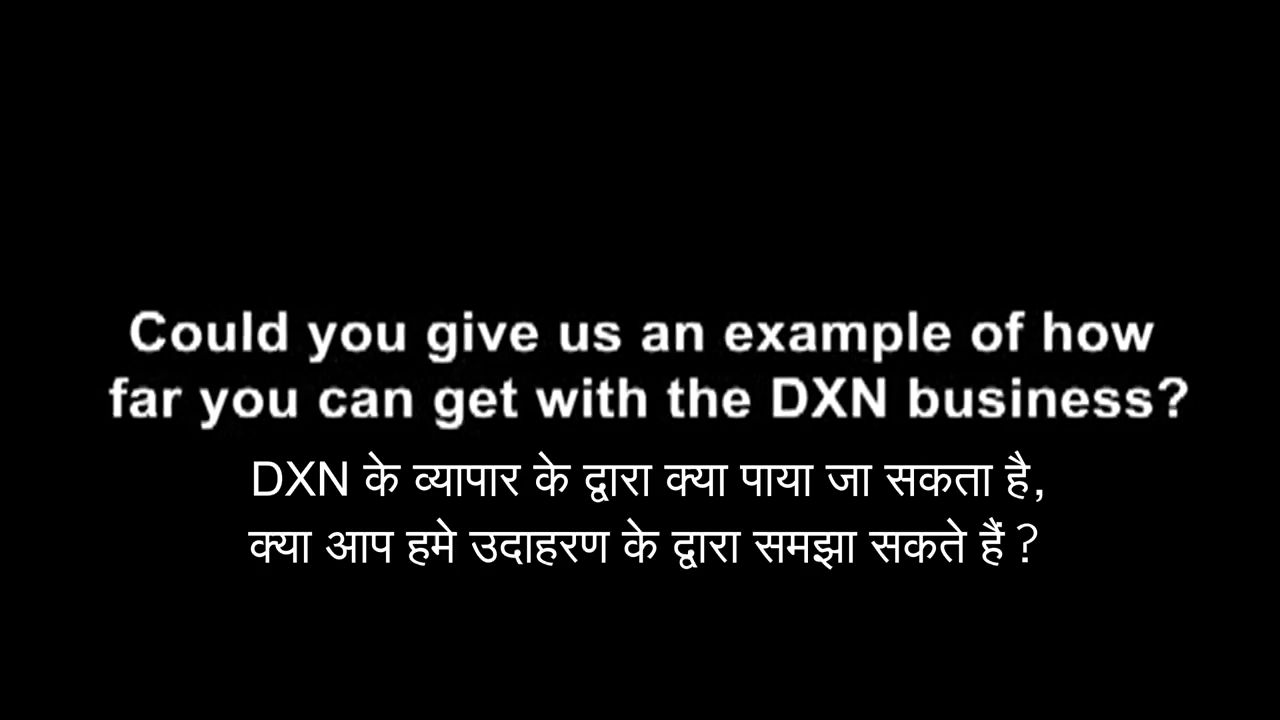 Could you give us an example of how
far you can get with the DXN business?
DXN के व्यापार के द्वारा क्या पाया जा सकता है,
क्या आप हमे उदाहरण के द्वारा समझा सकते हैं ?